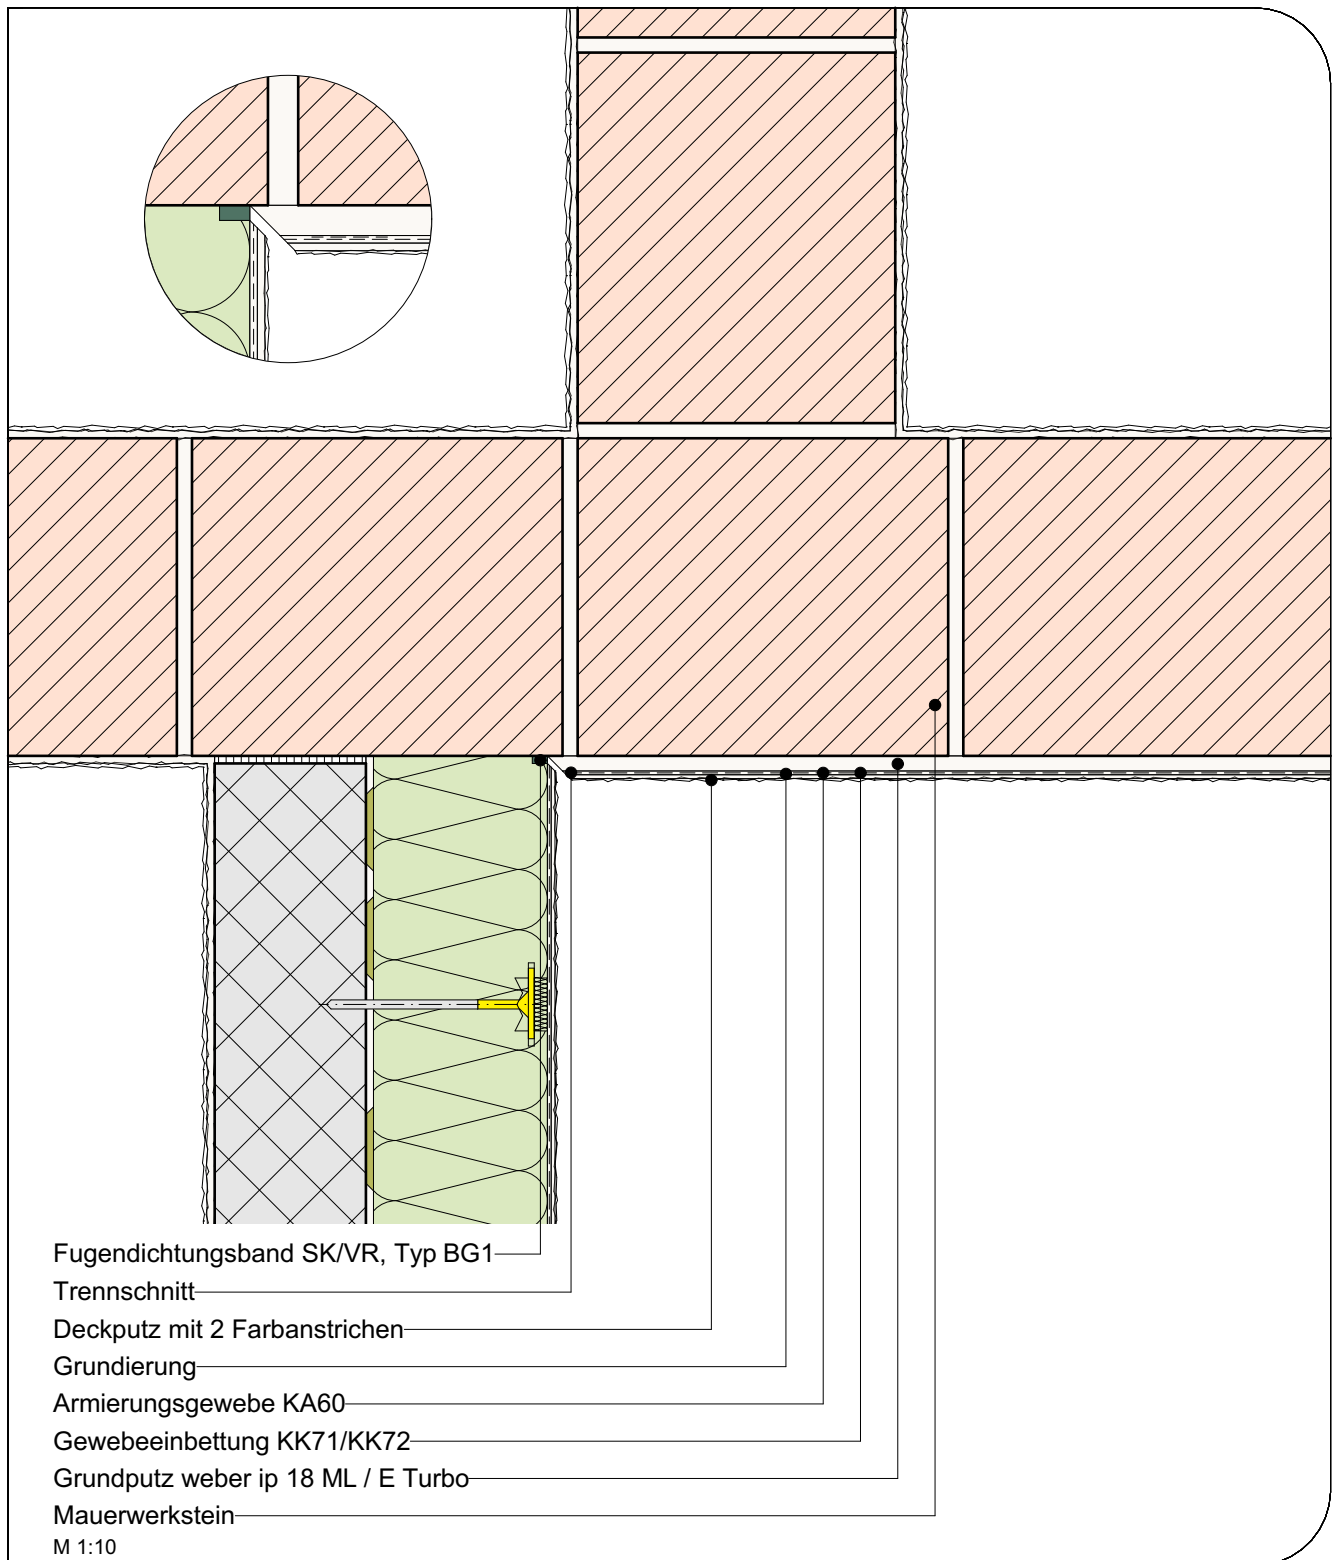 Fugendichtungsband SK/VR, Typ BG1
Trennschnitt
Deckputz mit 2 Farbanstrichen
Grundierung
Armierungsgewebe KA60
Gewebeeinbettung KK71/KK72
Grundputz weber ip 18 ML / E Turbo
Mauerwerkstein
M 1:10